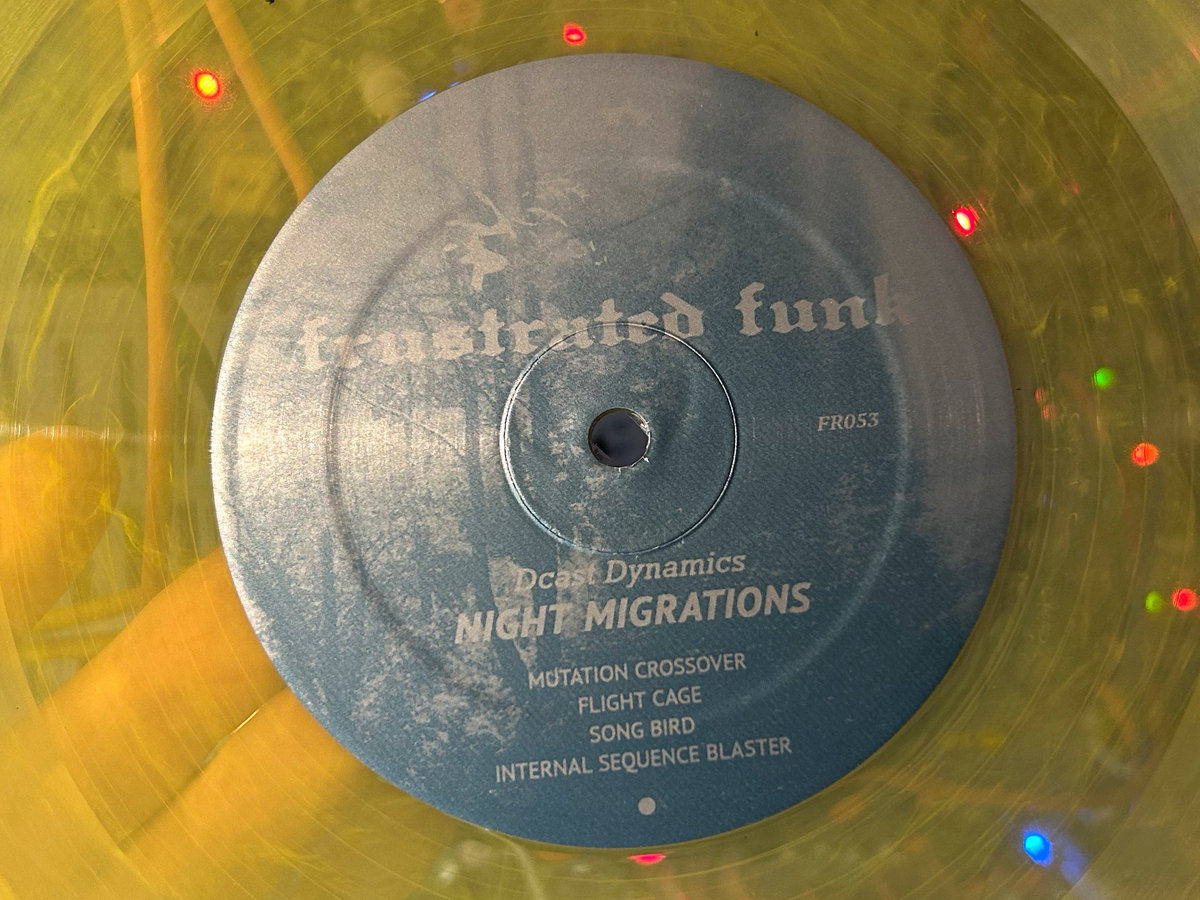 frustrated funk
FR053
Dcast Dynamics
NIGHT MIGRATIONS
MUTATION CROSSOVER
FLIGHT CAGE
SONG BIRD
INTERNAL SEQUENCE BLASTER